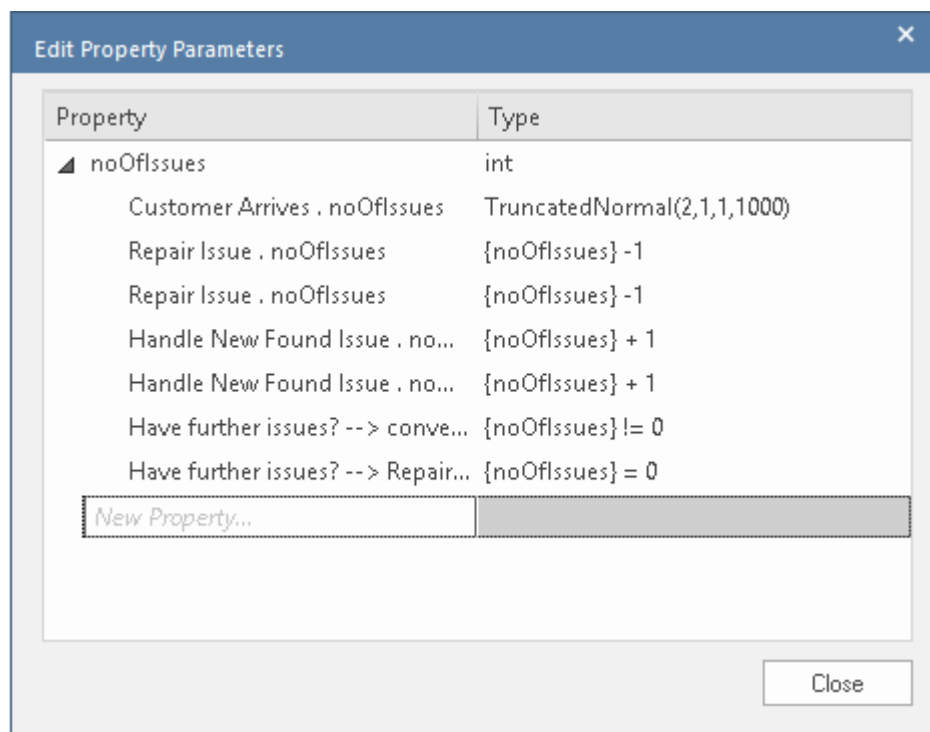 Edit Property Parameters
Property Type
noOfIssues int
Customer Arrives . noOfIssues TruncatedNormal(2,1,1,1000)
Repair Issue . noOfIssues {noOfIssues} -1
Repair Issue . noOfIssues {noOfIssues} -1
Handle New Found Issue . no... {noOfIssues} + 1
Handle New Found Issue . no... {noOfIssues} + 1
Have further issues? --> conve... {noOfIssues} != 0
Have further issues? --> Repair... {noOfIssues} = 0
New Property...
Close